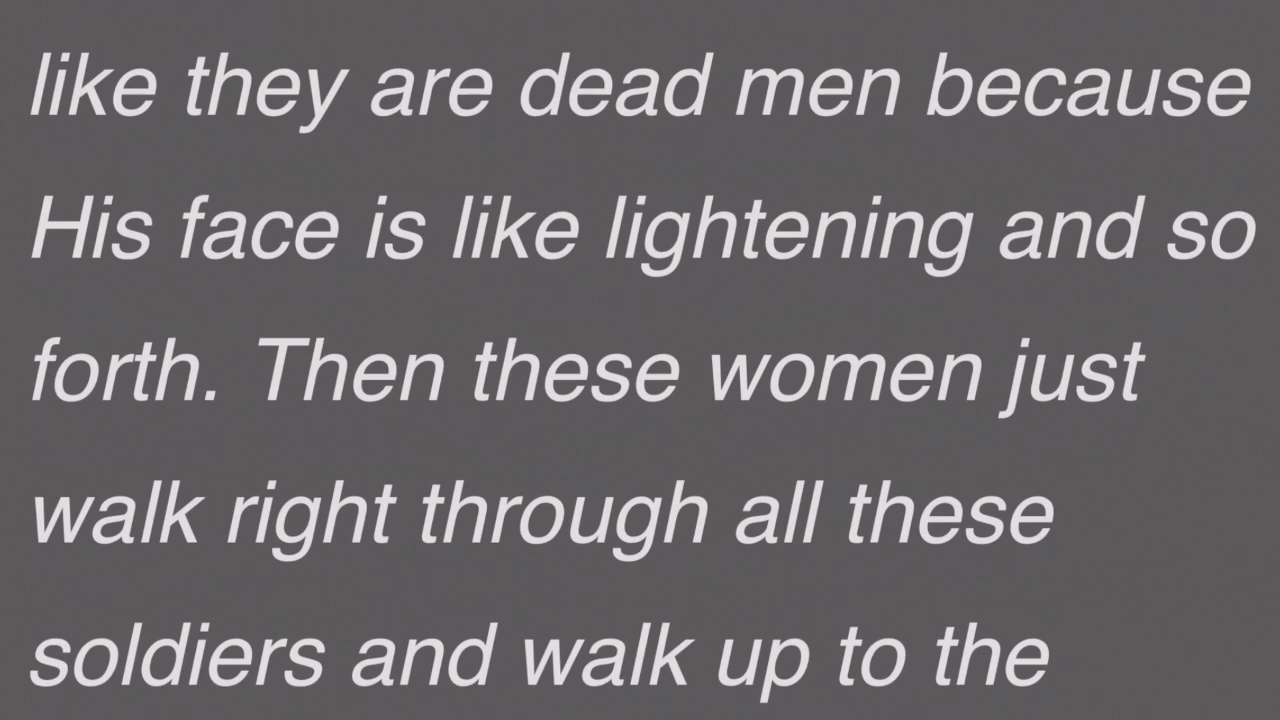 like they are dead men because
His face is like lightening and so
forth. Then these women just
walk right through all these
soldiers and walk up to the